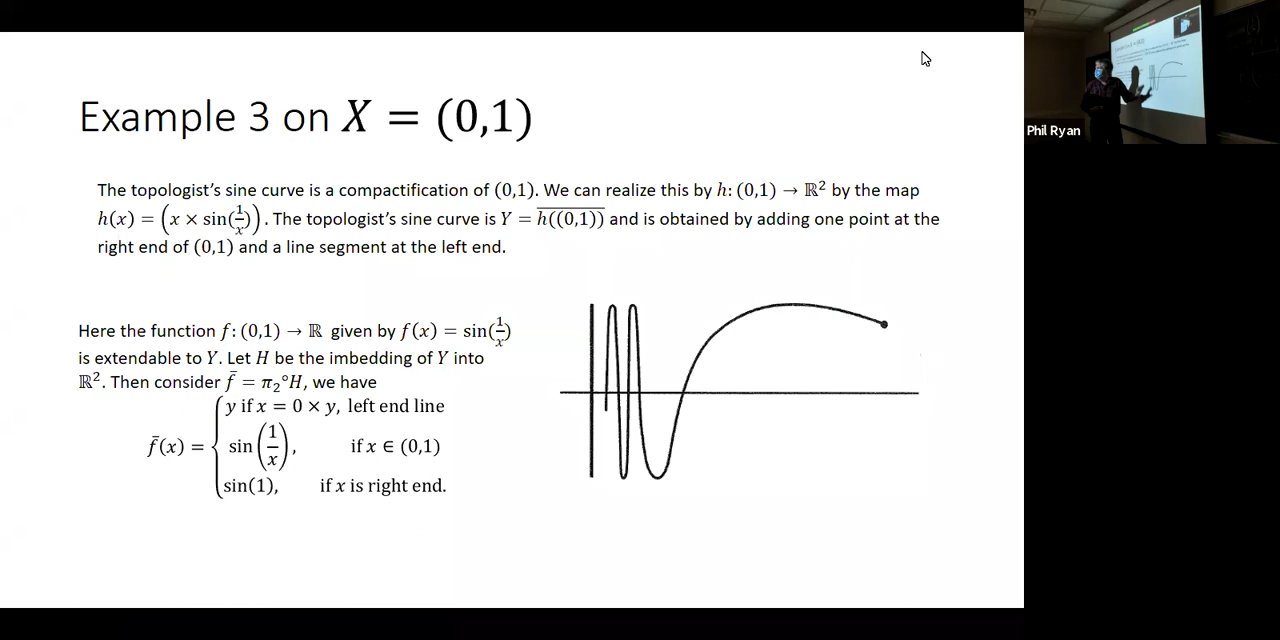 Example 3 on X = (0,1)
The topologist’s sine curve is a compactification of (0,1). We can realize this by h: (0,1) → ℝ² by the map
h(x) = (x × sin(1/x)). The topologist’s sine curve is Y = \overline{h((0,1))} and is obtained by adding one point at the
right end of (0,1) and a line segment at the left end.
Here the function f: (0,1) → ℝ given by f(x) = sin(1/x)
is extendable to Y. Let H be the imbedding of Y into
ℝ². Then consider f̄ = π₂°H, we have
y if x = 0 × y, left end line
f̄(x) = { sin(1/x), if x ∈ (0,1)
sin(1), if x is right end.
Phil Ryan